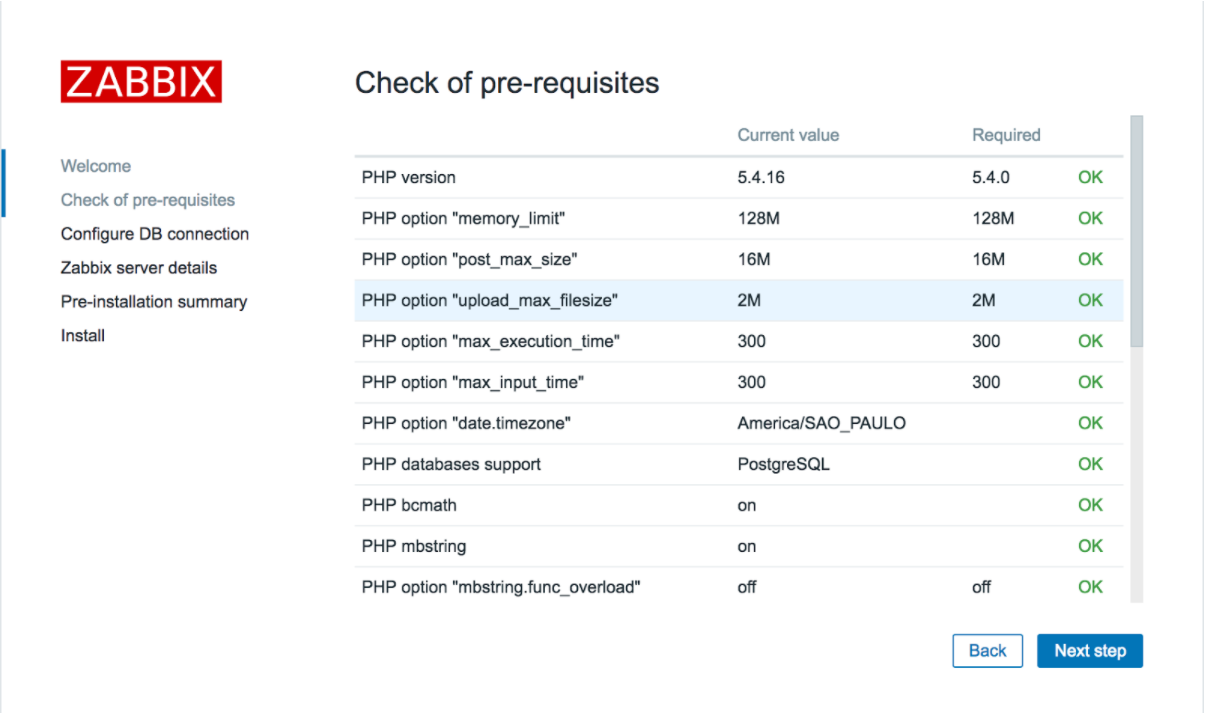 ZABBIX
Welcome
Check of pre-requisites
Configure DB connection
Zabbix server details
Pre-installation summary
Install
Check of pre-requisites
Current value Required
PHP version 5.4.16 5.4.0 OK
PHP option "memory_limit" 128M 128M OK
PHP option "post_max_size" 16M 16M OK
PHP option "upload_max_filesize" 2M 2M OK
PHP option "max_execution_time" 300 300 OK
PHP option "max_input_time" 300 300 OK
PHP option "date.timezone" America/SAO_PAULO OK
PHP databases support PostgreSQL OK
PHP bcmath on OK
PHP mbstring on OK
PHP option "mbstring.func_overload" off off OK
Back Next step